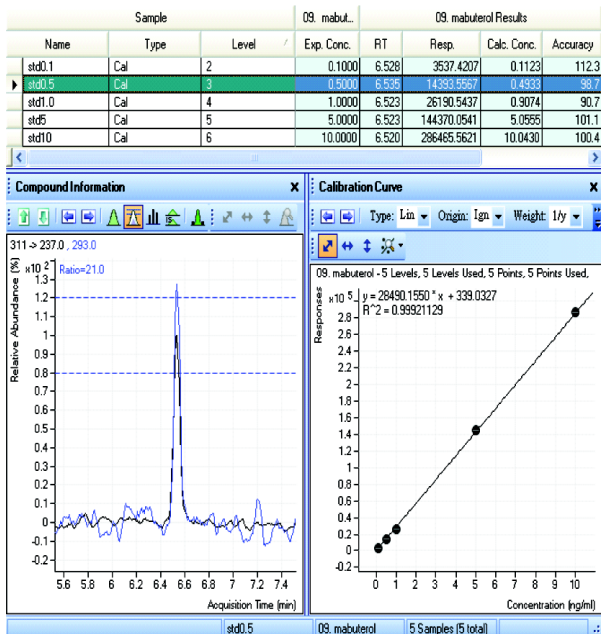 Sample 09. mabut... 09. mabuterol Results
Name Type Level Exp. Conc. RT Resp. Calc. Conc. Accuracy
std0.1 Cal 2 0.1000 6.528 3537.4207 0.1123 112.3
std0.5 Cal 3 0.5000 6.535 14393.5567 0.4933 98.7
std1.0 Cal 4 1.0000 6.523 26190.5437 0.9074 90.7
std5 Cal 5 5.0000 6.523 144370.0541 5.0555 101.1
std10 Cal 6 10.0000 6.520 286465.5621 10.0430 100.4
Compound Information
311 -> 237.0 , 293.0
Relative Abundance (%)
x10 2
Ratio=21.0
1.3
1.2
1.1
1
0.9
0.8
0.7
0.6
0.5
0.4
0.3
0.2
0.1
0
-0.1
-0.2
5.6 5.8 6 6.2 6.4 6.6 6.8 7 7.2 7.4
Acquisition Time (min)
Calibration Curve
Type: Lin Origin: Ign Weight: 1/y
09. mabuterol - 5 Levels, 5 Levels Used, 5 Points, 5 Points Used,
Responses
x10 5
y = 28490.1550 * x + 339.0327
R^2 = 0.99921129
2.8
2.6
2.4
2.2
2
1.8
1.6
1.4
1.2
1
0.8
0.6
0.4
0.2
0
-0.2
0 1 2 3 4 5 6 7 8 9 10
Concentration (ng/ml)
std0.5 09. mabuterol 5 Samples (5 total)